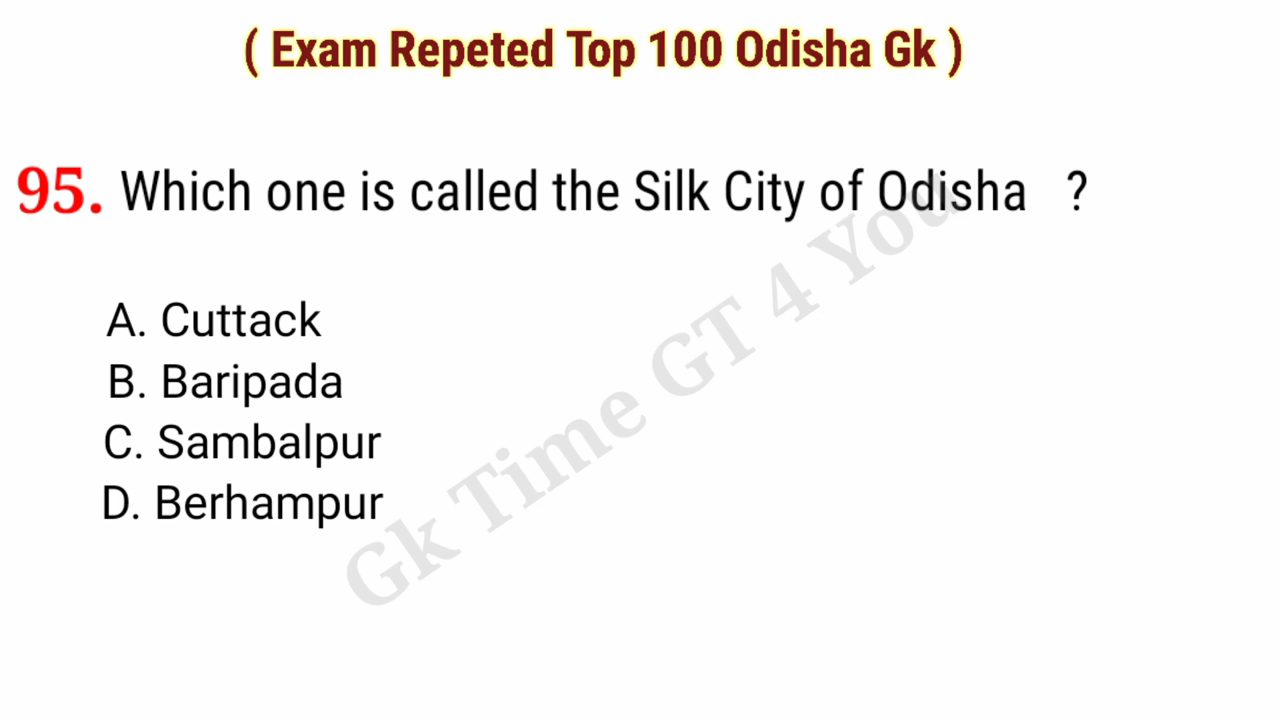 ( Exam Repeted Top 100 Odisha Gk )
95. Which one is called the Silk City of Odisha ?
A. Cuttack
B. Baripada
C. Sambalpur
D. Berhampur
Gk Time GT 4 You